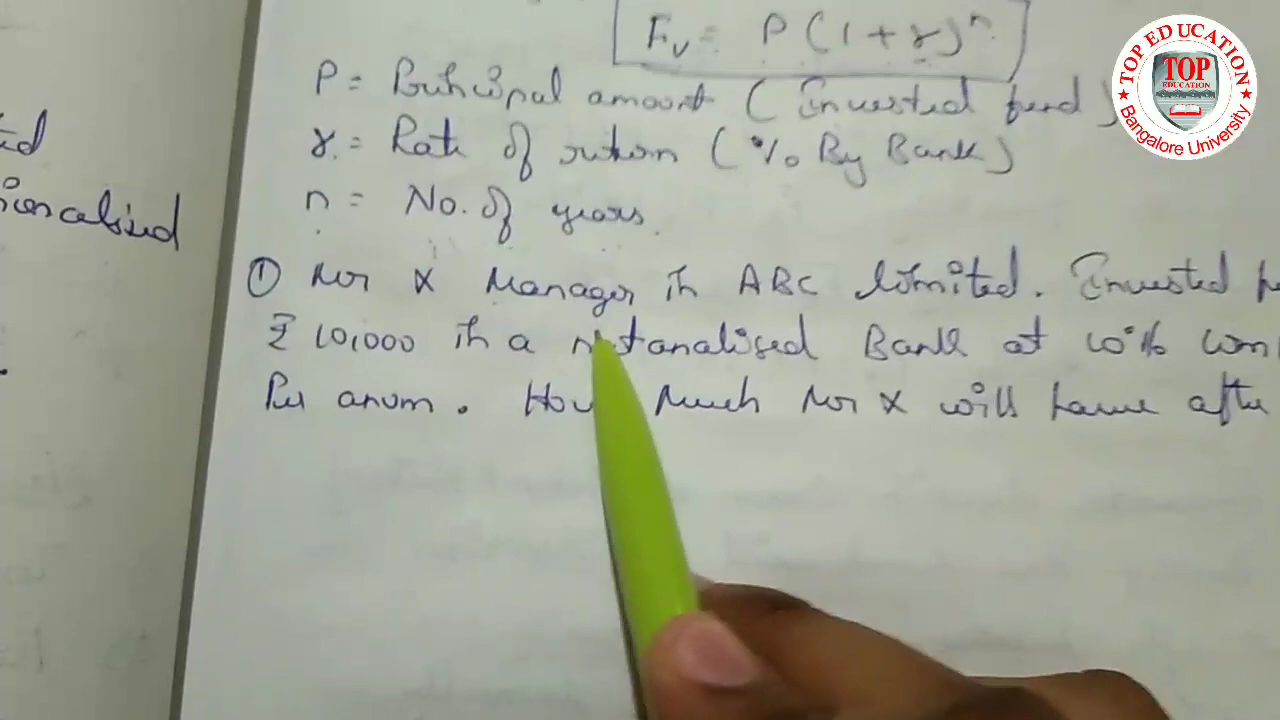 Fv = P (1 + r)^n
P = Principal amount ( Invested fund )
r = Rate of return ( % By Bank )
n = No. of years.
① Mr X Manager in ABC limited. Invested
₹ 10,000 in a nationalised Bank at 10%
Per anum. How Much Mr X will have after
TOP EDUCATION
TOP
EDUCATION
Bangalore University